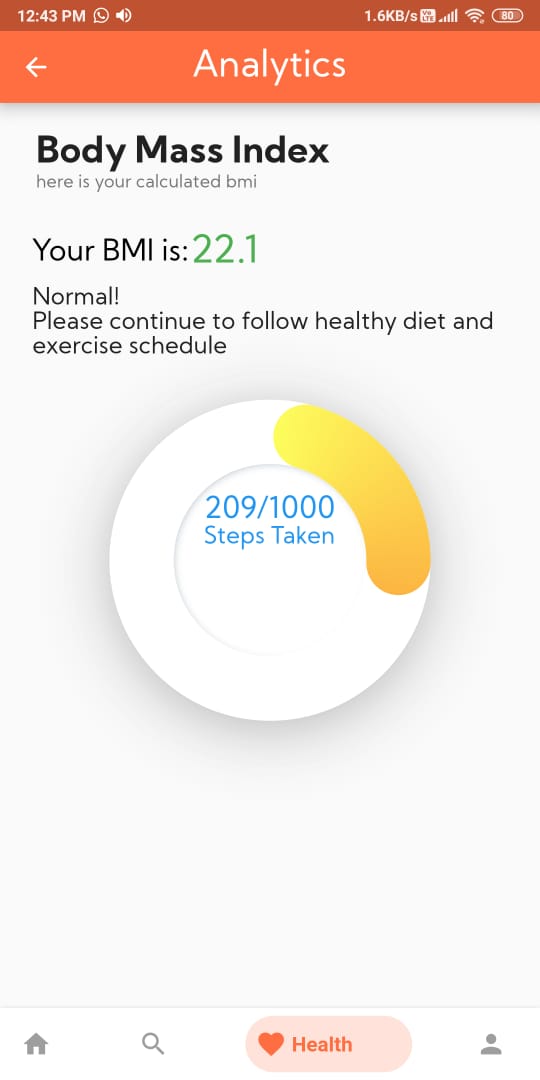 12:43 PM 1.6KB/s Vo LTE 80
Analytics
Body Mass Index
here is your calculated bmi
Your BMI is: 22.1
Normal!
Please continue to follow healthy diet and
exercise schedule
209/1000
Steps Taken
Health